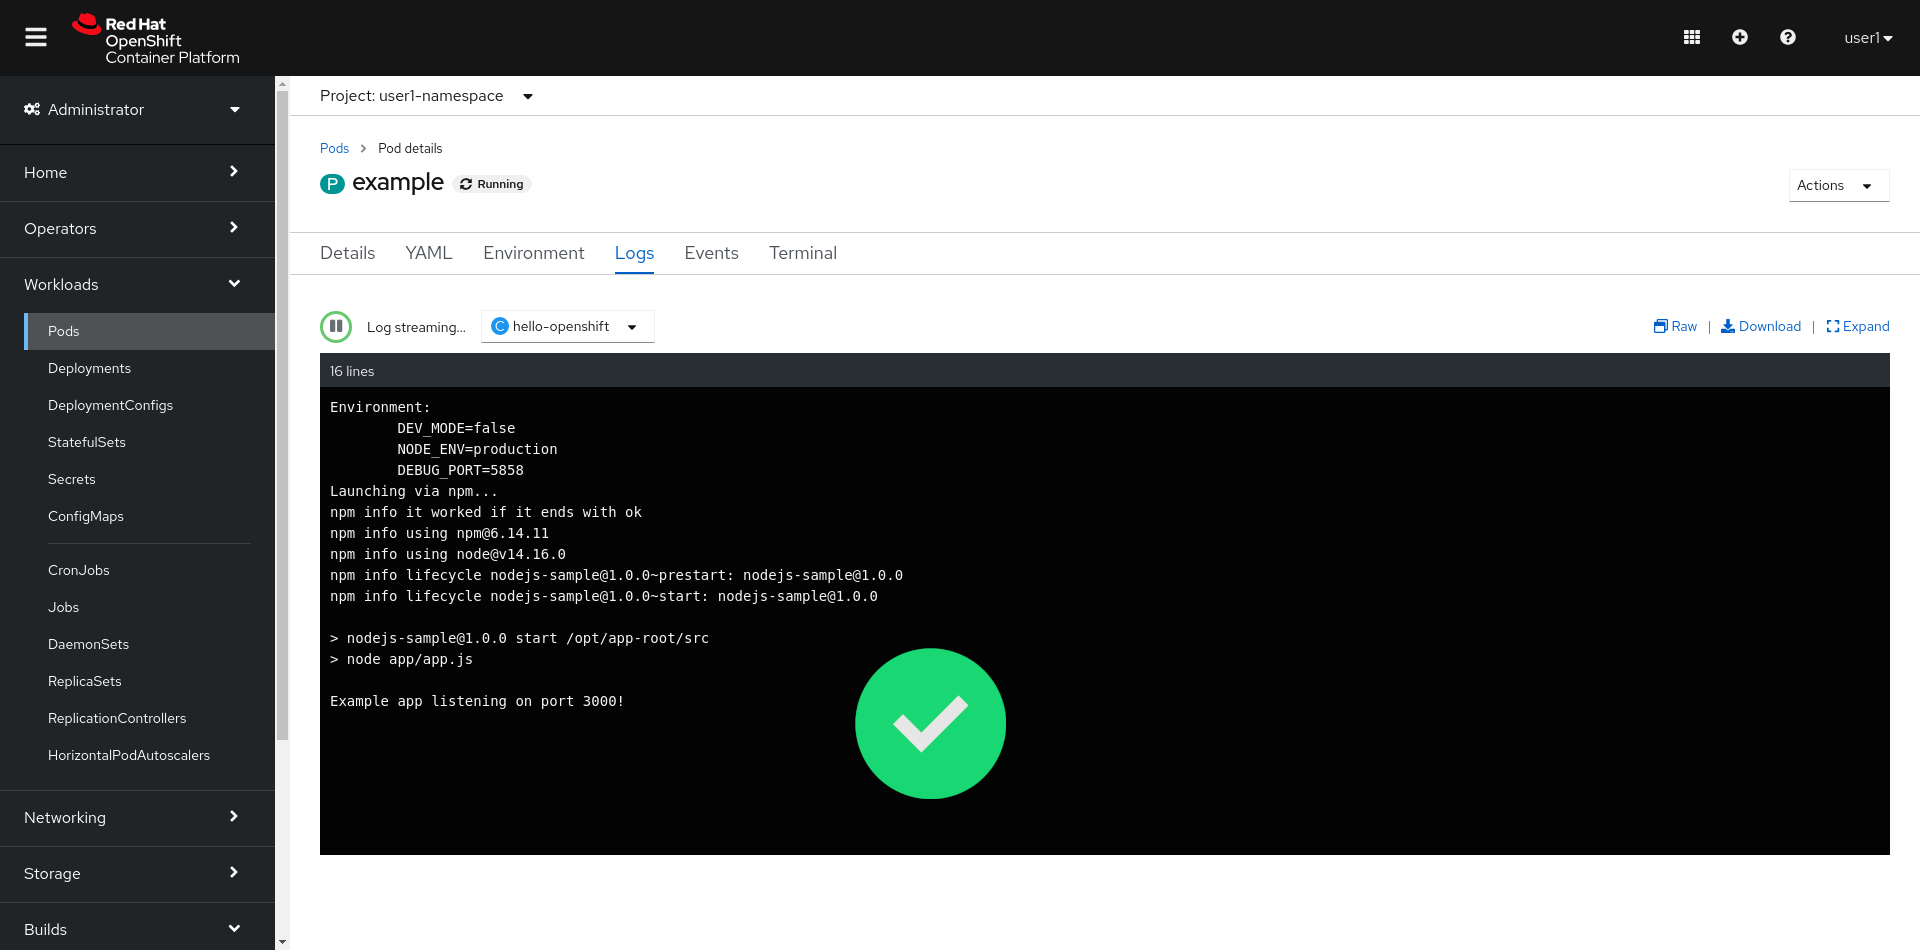 Red Hat
OpenShift
Container Platform
user1
Administrator
Home
Operators
Workloads
Pods
Deployments
DeploymentConfigs
StatefulSets
Secrets
ConfigMaps
CronJobs
Jobs
DaemonSets
ReplicaSets
ReplicationControllers
HorizontalPodAutoscalers
Networking
Storage
Builds
Project: user1-namespace
Pods > Pod details
P example Running
Actions
Details YAML Environment Logs Events Terminal
Log streaming... C hello-openshift Raw | Download | Expand
16 lines
Environment:
DEV_MODE=false
NODE_ENV=production
DEBUG_PORT=5858
Launching via npm...
npm info it worked if it ends with ok
npm info using npm@6.14.11
npm info using node@v14.16.0
npm info lifecycle nodejs-sample@1.0.0~prestart: nodejs-sample@1.0.0
npm info lifecycle nodejs-sample@1.0.0~start: nodejs-sample@1.0.0
> nodejs-sample@1.0.0 start /opt/app-root/src
> node app/app.js
Example app listening on port 3000!